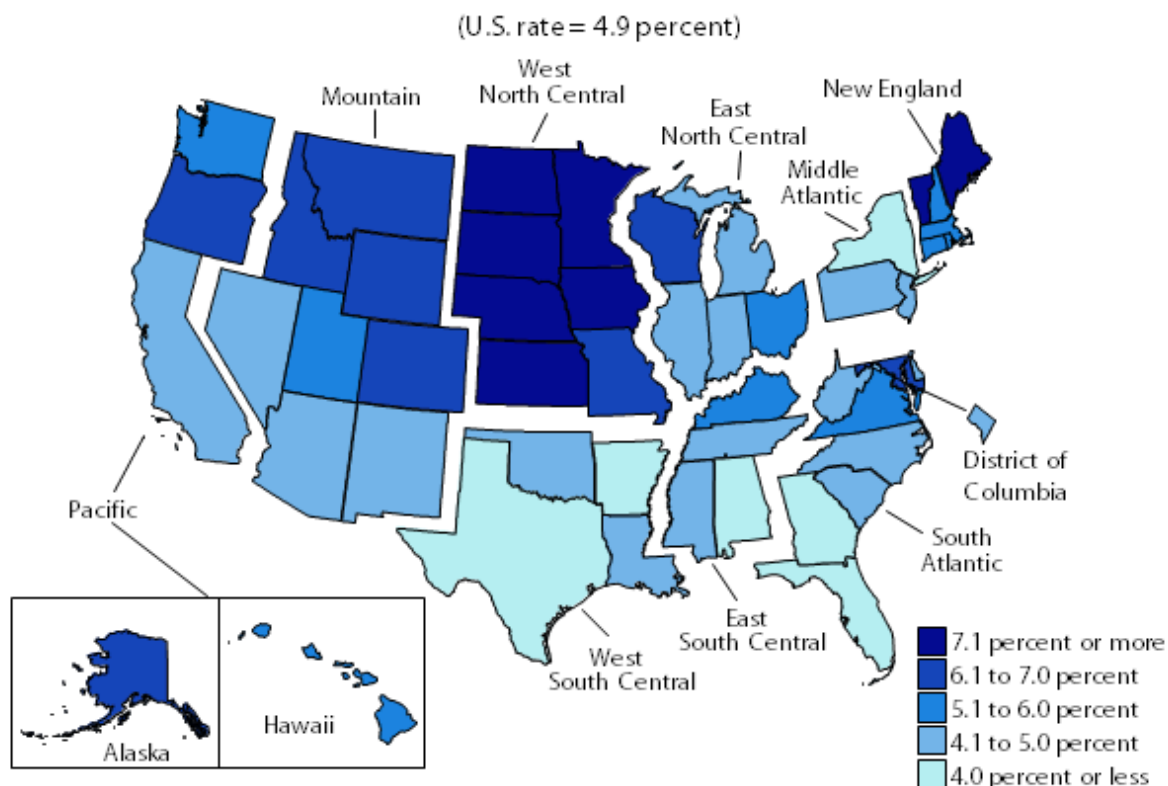 (U.S. rate = 4.9 percent)
West
North Central
Mountain
New England
East
North Central
Middle
Atlantic
District of
Columbia
Pacific
South
Atlantic
East
South Central
West
South Central
Alaska
Hawaii
7.1 percent or more
6.1 to 7.0 percent
5.1 to 6.0 percent
4.1 to 5.0 percent
4.0 percent or less